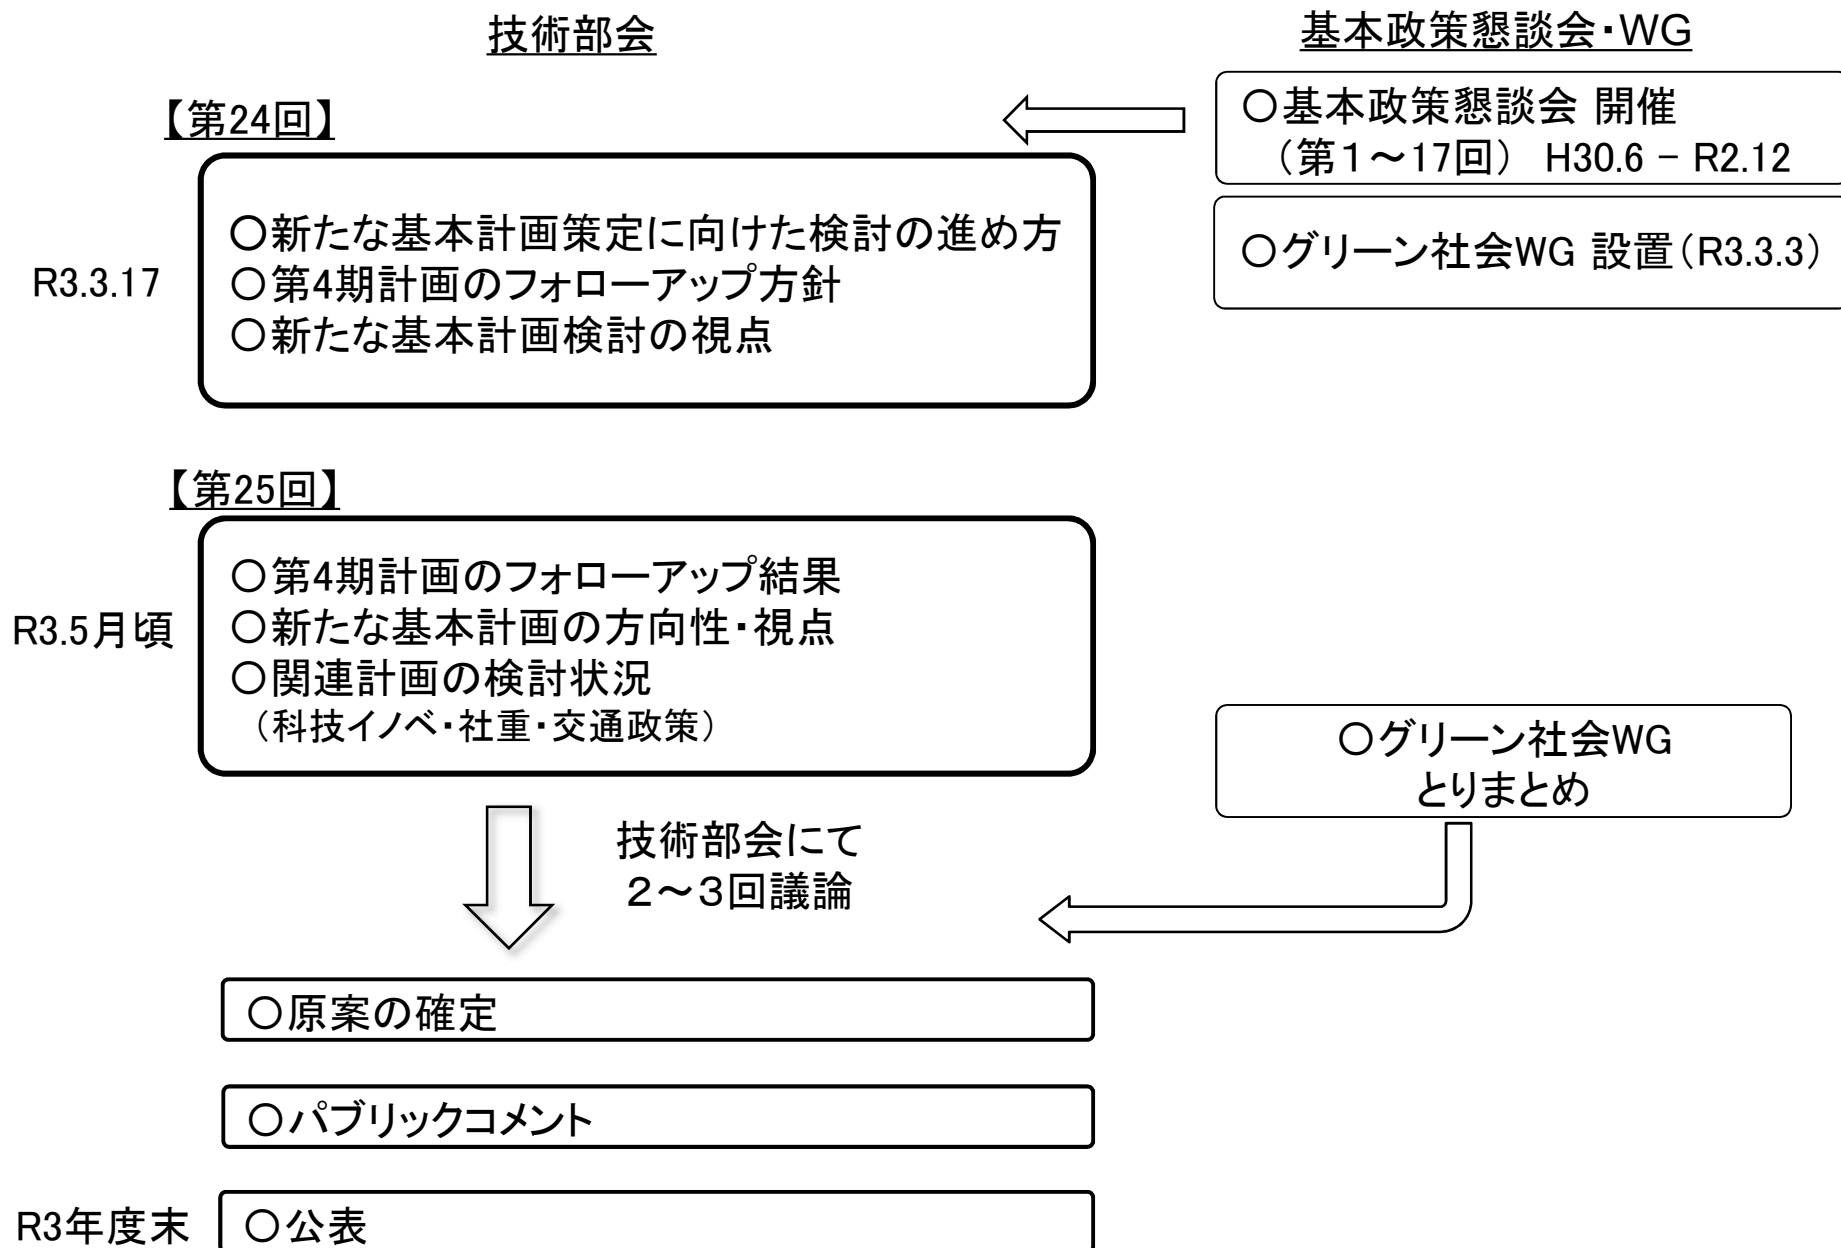 技術部会
基本政策懇談会・WG
【第24回】
○基本政策懇談会 開催
（第１～17回） H30.6 － R2.12
○グリーン社会WG 設置（R3.3.3）
R3.3.17
○新たな基本計画策定に向けた検討の進め方
○第4期計画のフォローアップ方針
○新たな基本計画検討の視点
【第25回】
R3.5月頃
○第4期計画のフォローアップ結果
○新たな基本計画の方向性・視点
○関連計画の検討状況
（科技イノベ・社重・交通政策）
○グリーン社会WG
とりまとめ
技術部会にて
２～３回議論
○原案の確定
○パブリックコメント
R3年度末
○公表